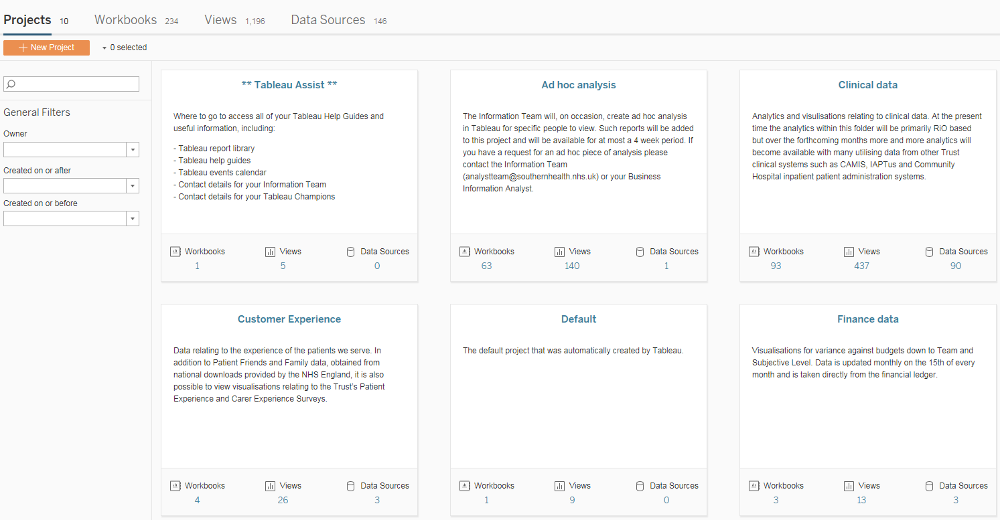 Projects 10 Workbooks 234 Views 1,196 Data Sources 146
New Project 0 selected
General Filters
Owner
Created on or after
Created on or before
** Tableau Assist **
Where to go to access all of your Tableau Help Guides and
useful information, including:
- Tableau report library
- Tableau help guides
- Tableau events calendar
- Contact details for your Information Team
- Contact details for your Tableau Champions
Workbooks Views Data Sources
1 5 0
Ad hoc analysis
The Information Team will, on occasion, create ad hoc analysis
in Tableau for specific people to view. Such reports will be added
to this project and will be available for at most a 4 week period. If
you have a request for an ad hoc piece of analysis please
contact the Information Team
(analystteam@southernhealth.nhs.uk) or your Business
Information Analyst.
Workbooks Views Data Sources
63 140 1
Clinical data
Analytics and visulisations relating to clinical data. At the present
time the analytics within this folder will be primarily RiO based
but over the forthcoming months more and more analytics will
become available with many utilising data from other Trust
clinical systems such as CAMIS, IAPTus and Community
Hospital inpatient patient administration systems.
Workbooks Views Data Sources
93 437 90
Customer Experience
Data relating to the experience of the patients we serve. In
addition to Patient Friends and Family data, obtained from
national downloads provided by the NHS England, it is also
possible to view visualisations relating to the Trust's Patient
Experience and Carer Experience Surveys.
Workbooks Views Data Sources
4 26 3
Default
The default project that was automatically created by Tableau.
Workbooks Views Data Sources
1 9 0
Finance data
Visualisations for variance against budgets down to Team and
Subjective Level. Data is updated monthly on the 15th of every
month and is taken directly from the financial ledger.
Workbooks Views Data Sources
3 13 3